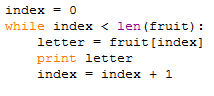 index = 0
while index < len(fruit):
    letter = fruit[index]
    print letter
    index = index + 1